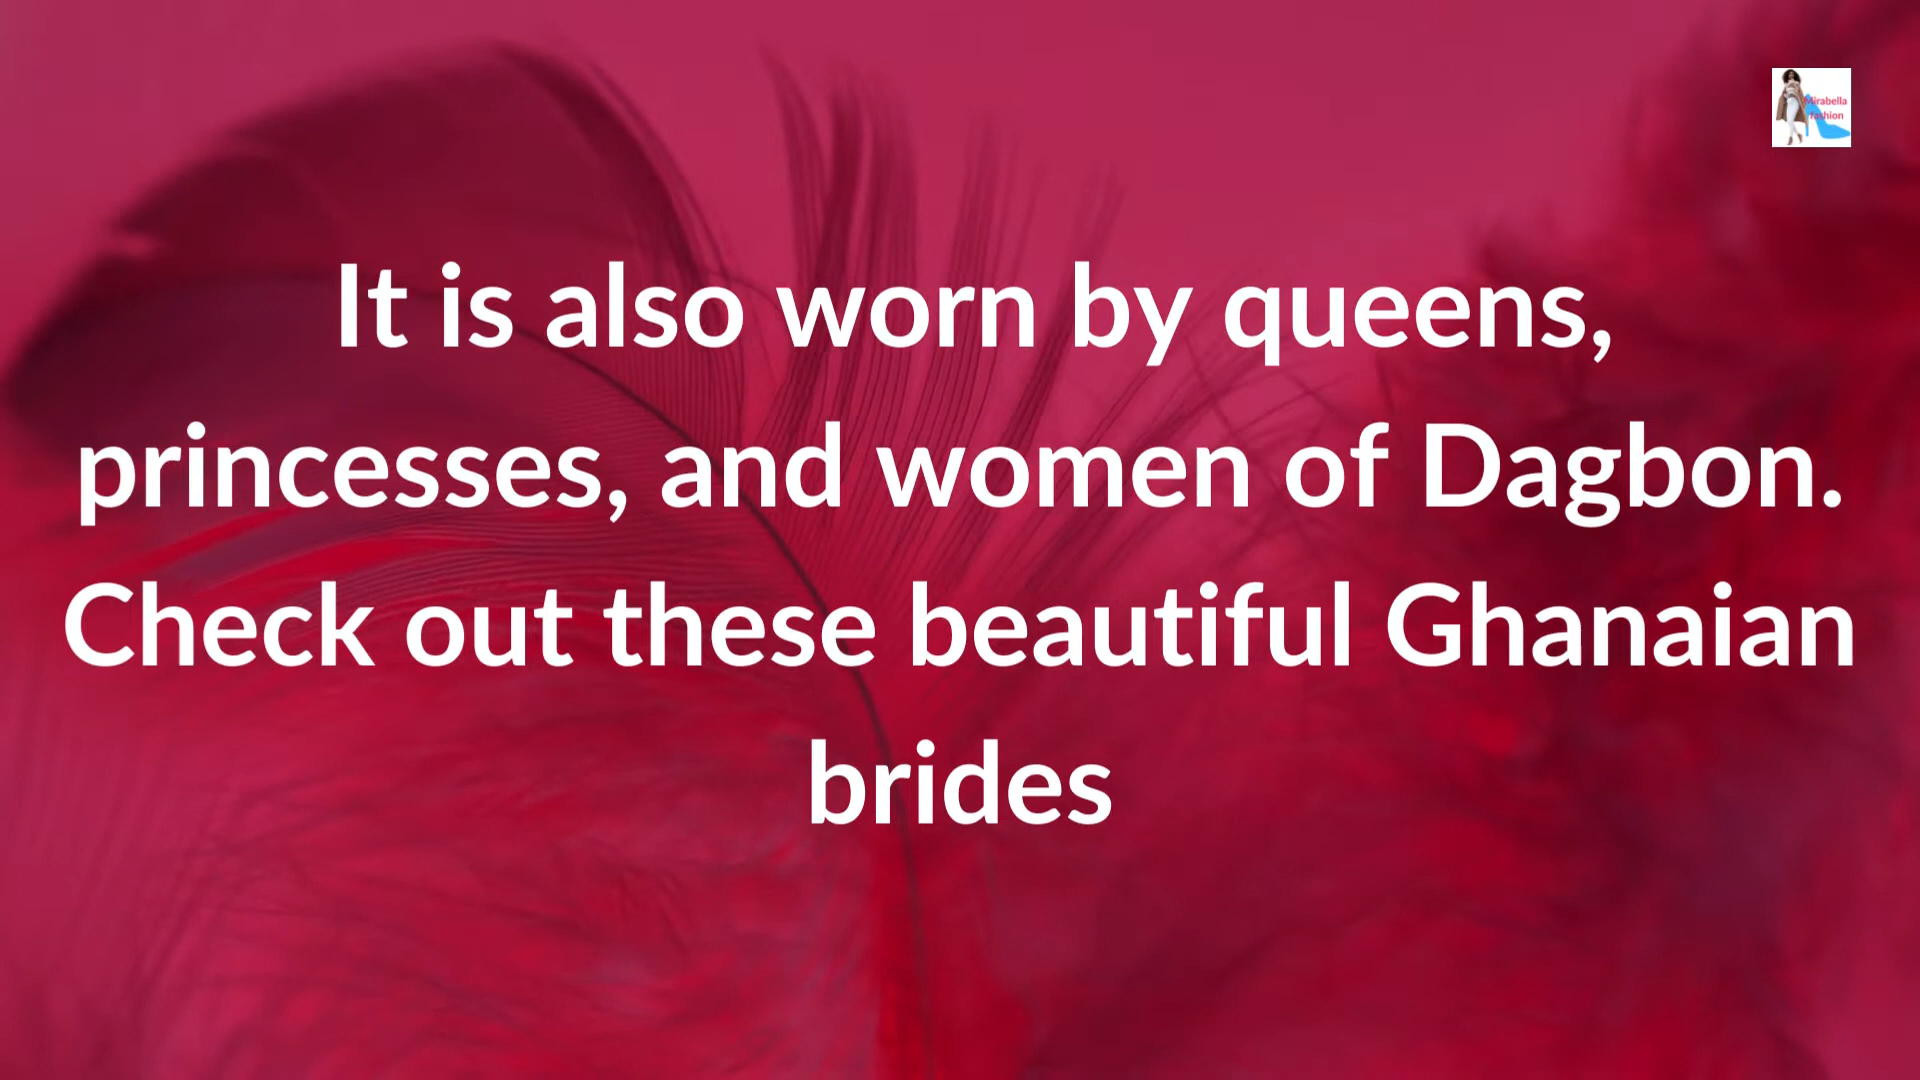 Mirabella
fashion
It is also worn by queens,
princesses, and women of Dagbon.
Check out these beautiful Ghanaian
brides